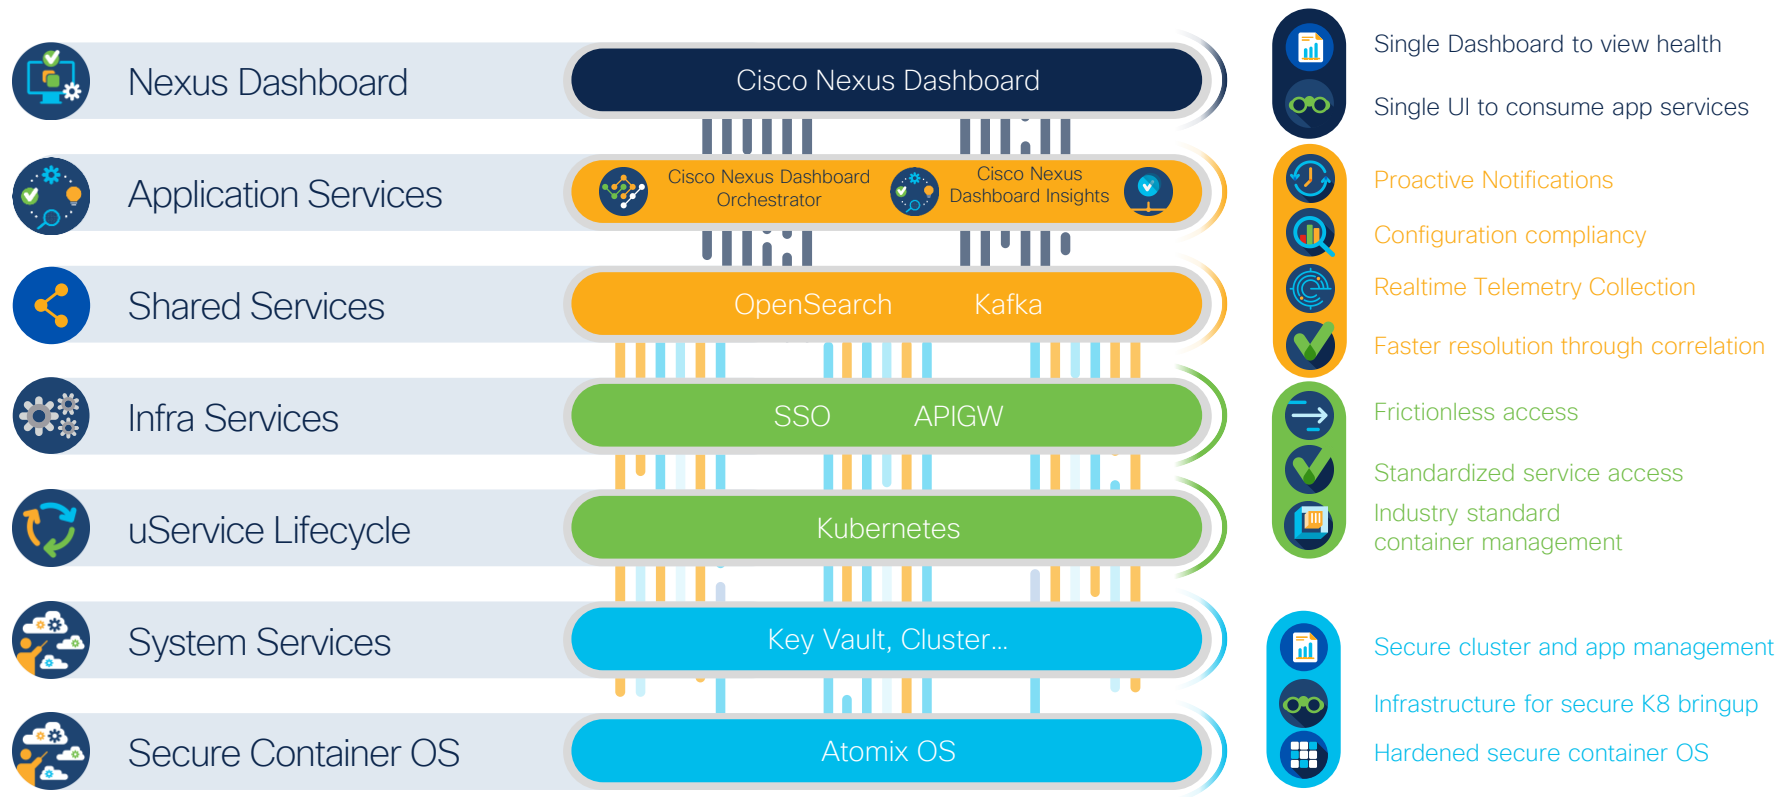 Nexus Dashboard
Cisco Nexus Dashboard
Single Dashboard to view health
Single UI to consume app services
Application Services
Cisco Nexus Dashboard
Orchestrator
Cisco Nexus
Dashboard Insights
Proactive Notifications
Configuration compliancy
Realtime Telemetry Collection
Faster resolution through correlation
Shared Services
OpenSearch
Kafka
Infra Services
SSO
APIGW
Frictionless access
Standardized service access
Industry standard
container management
uService Lifecycle
Kubernetes
System Services
Key Vault, Cluster...
Secure cluster and app management
Infrastructure for secure K8 bringup
Hardened secure container OS
Secure Container OS
Atomix OS